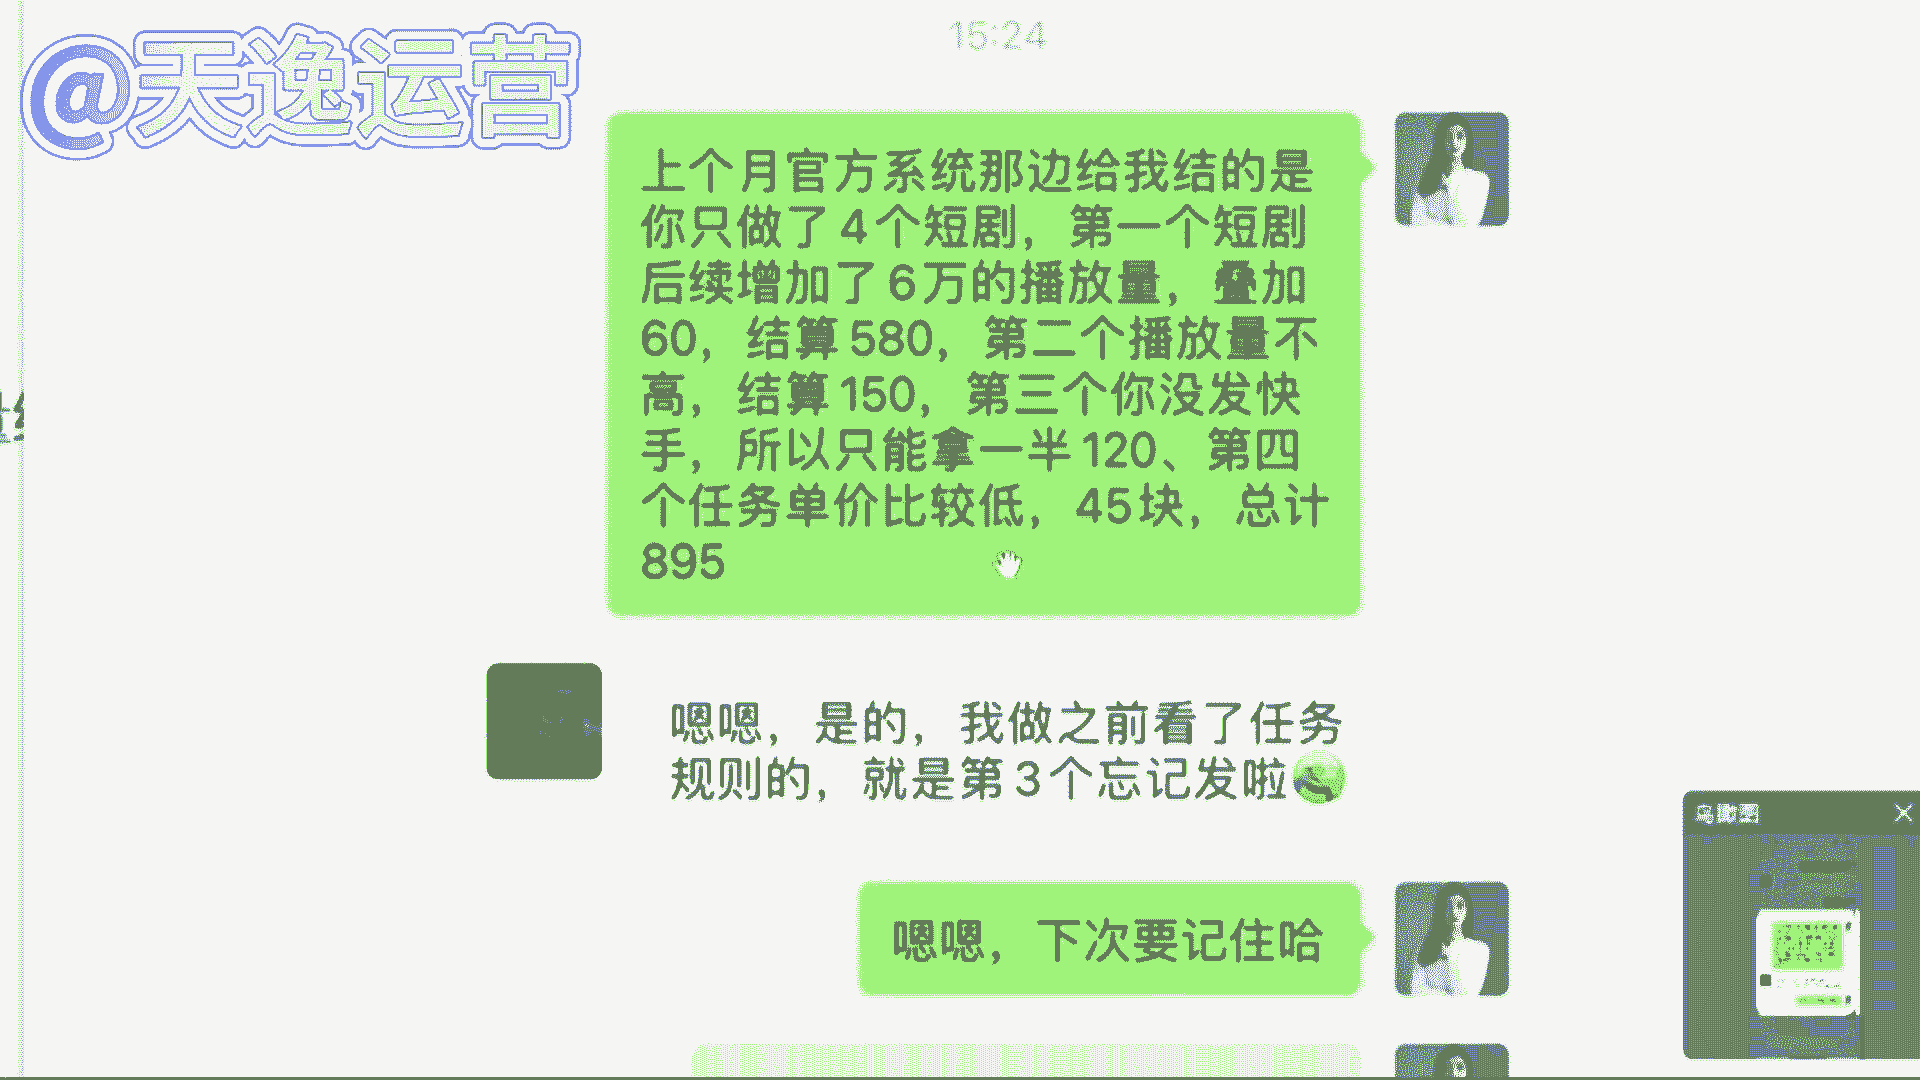 @天逸运营
15:24
上个月官方系统那边给我结的是
你只做了4个短剧，第一个短剧
后续增加了6万的播放量，叠加
60，结算580，第二个播放量不
高，结算150，第三个你没发快
手，所以只能拿一半120、第四
个任务单价比较低，45块，总计
895
嗯嗯，是的，我做之前看了任务
规则的，就是第3个忘记发啦
嗯嗯，下次要记住哈
鸟瞰图